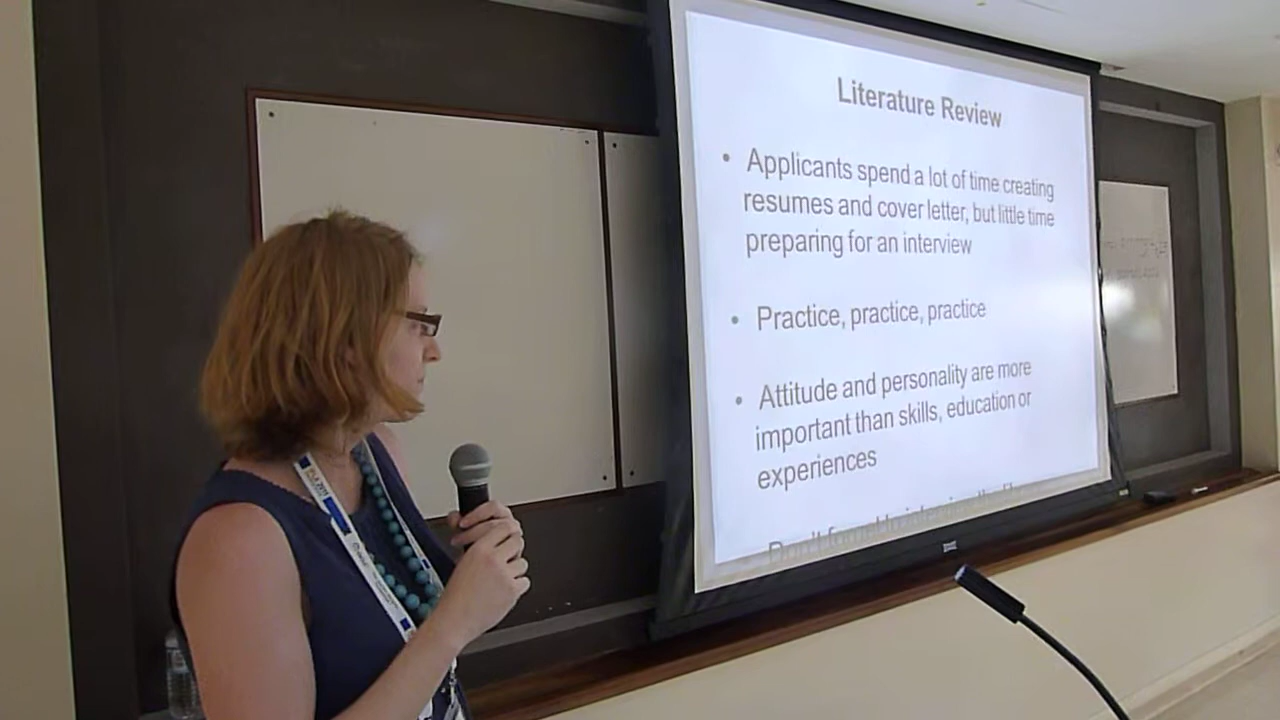 Literature Review
• Applicants spend a lot of time creating
resumes and cover letter, but little time
preparing for an interview
• Practice, practice, practice
• Attitude and personality are more
important than skills, education or
experiences